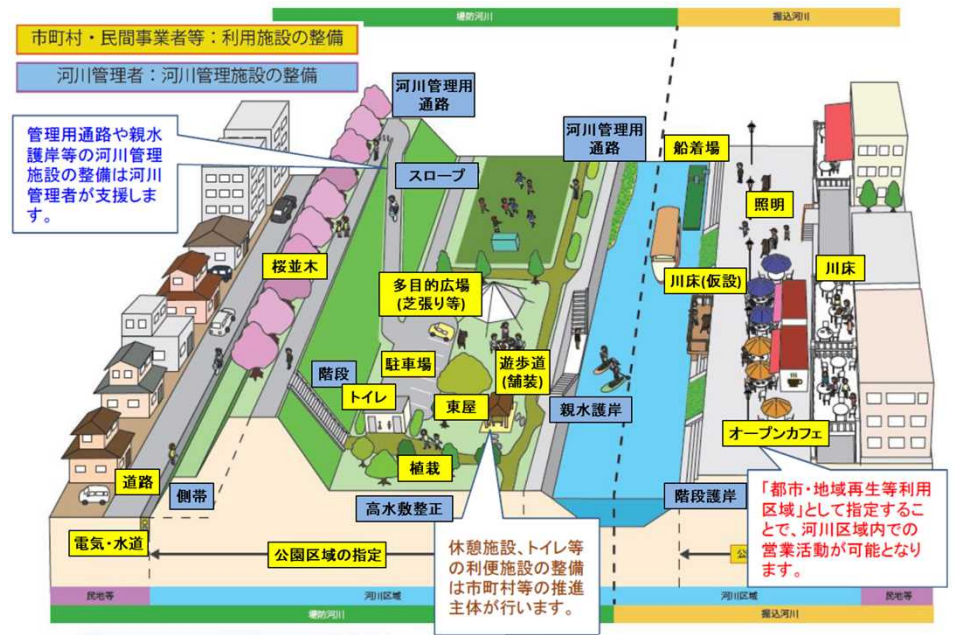 堤防河川
掘込河川
市町村・民間事業者等：利用施設の整備
河川管理者：河川管理施設の整備
河川管理用
通路
管理用通路や親水
護岸等の河川管理
施設の整備は河川
管理者が支援しま
す。
河川管理用
通路
船着場
スロープ
照明
桜並木
多目的広場
(芝張り等)
川床(仮設)
川床
階段
駐車場
遊歩道
(舗装)
トイレ
東屋
親水護岸
オープンカフェ
植栽
道路
側帯
高水敷整正
階段護岸
「都市・地域再生等利用
区域」として指定するこ
とで、河川区域内での
営業活動が可能となり
ます。
電気・水道
公園区域の指定
休憩施設、トイレ等
の利便施設の整備
は市町村等の推進
主体が行います。
公
民地等
河川区域
河川区域
民地等
堤防河川
掘込河川